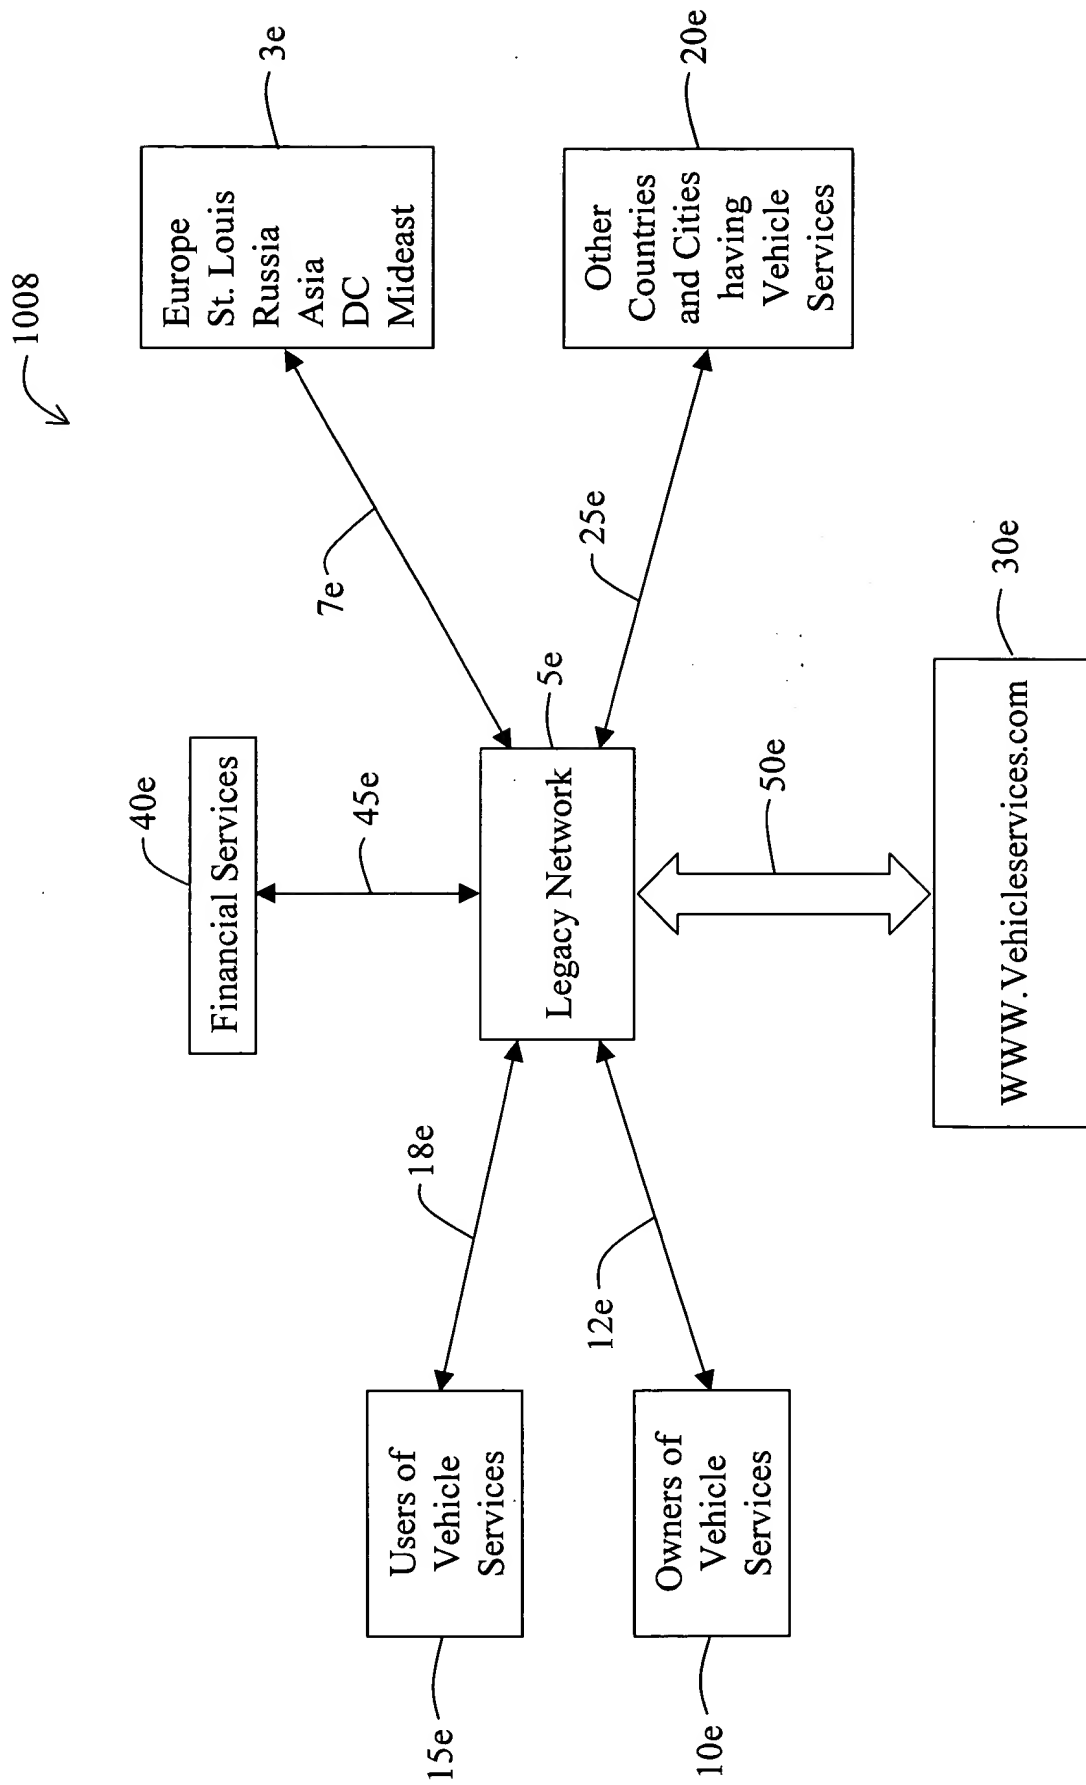 1008
40e
Financial Services
45e
3e
Europe
St. Louis
Russia
Asia
DC
Mideast
7e
15e
Users of
Vehicle
Services
18e
5e
Legacy Network
10e
Owners of
Vehicle
Services
12e
25e
20e
Other
Countries
and Cities
having
Vehicle
Services
50e
30e
WWW.Vehicleservices.com